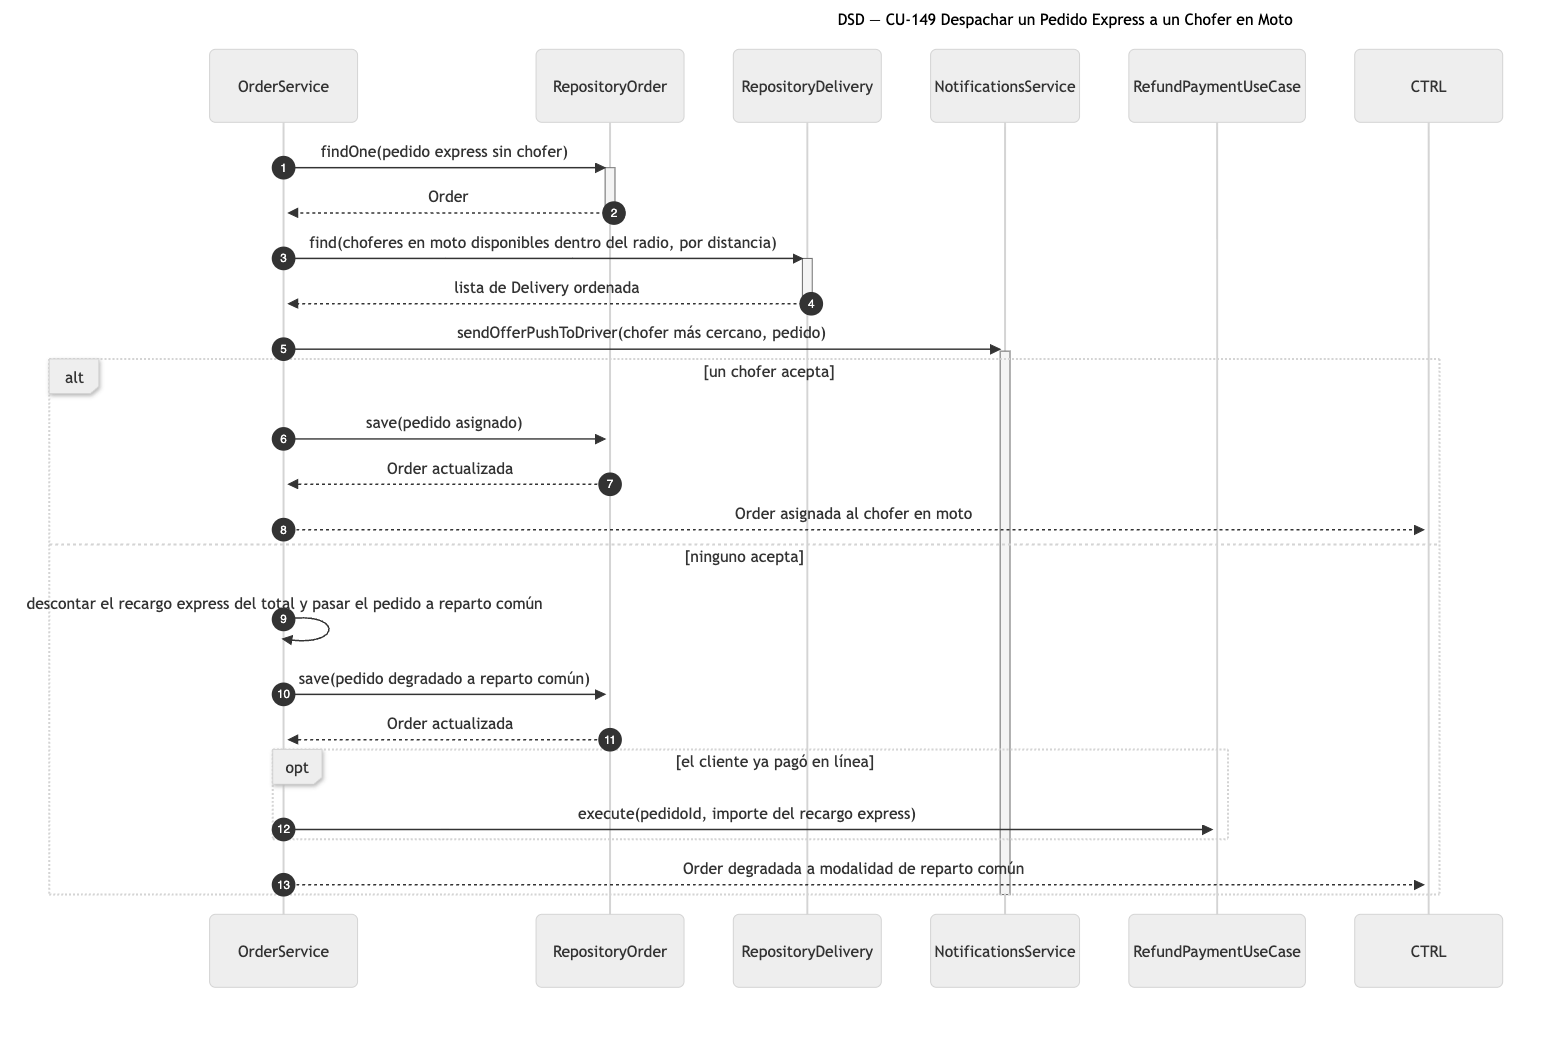 DSD — CU-149 Despachar un Pedido Express a un Chofer en Moto
OrderService
RepositoryOrder
RepositoryDelivery
NotificationsService
RefundPaymentUseCase
CTRL
findOne(pedido express sin chofer)
1
Order
2
find(choferes en moto disponibles dentro del radio, por distancia)
3
lista de Delivery ordenada
4
sendOfferPushToDriver(chofer más cercano, pedido)
5
alt
[un chofer acepta]
save(pedido asignado)
6
Order actualizada
7
Order asignada al chofer en moto
8
[ninguno acepta]
descontar el recargo express del total y pasar el pedido a reparto común
9
save(pedido degradado a reparto común)
10
Order actualizada
11
opt
[el cliente ya pagó en línea]
execute(pedidoId, importe del recargo express)
12
Order degradada a modalidad de reparto común
13
OrderService
RepositoryOrder
RepositoryDelivery
NotificationsService
RefundPaymentUseCase
CTRL